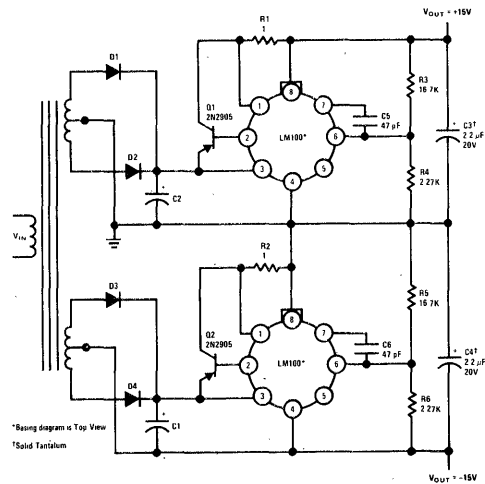 V_OUT = +15V
R1
1
D1
8
R3
16 7K
Q1
2N2905
1
7
C5
47 pF
C3†
2 2 μF
20V
2
LM100*
6
D2
3
5
R4
2 27K
4
C2
V_IN
R2
1
D3
8
R5
16 7K
Q2
2N2905
1
7
C6
47 pF
C4†
2 2 μF
20V
2
LM100*
6
D4
3
5
R6
2 27K
4
C1
*Basing diagram is Top View
†Solid Tantalum
V_OUT = -15V